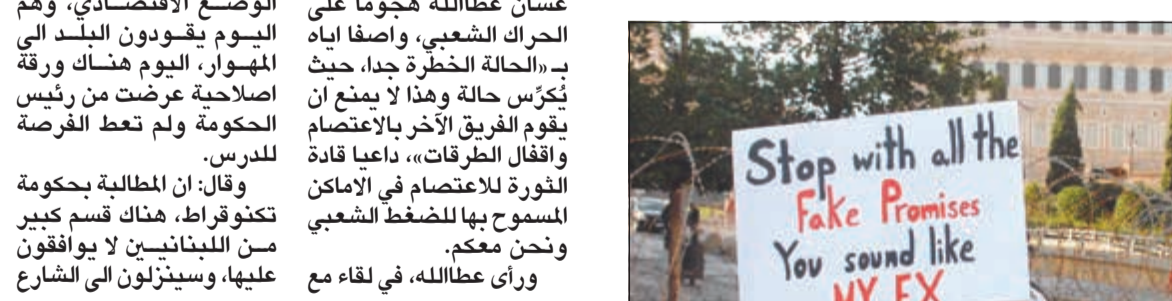 غسان عطاالله هجوما على
الحراك الشعبي، واصفا اياه
بـ «الحالة الخطرة جدا، حيث
يُكرِّس حالة وهذا لا يمنع ان
يقوم الفريق الآخر بالاعتصام
واقفال الطرقات»، داعيا قادة
الثورة للاعتصام في الاماكن
المسموح بها للضغط الشعبي
ونحن معكم.
ورأى عطاالله، في لقاء مع
الوضع الاقتصادي، وهم
اليوم يقودون البلد الى
المهوار، اليوم هناك ورقة
اصلاحية عرضت من رئيس
الحكومة ولم تعط الفرصة
للدرس.
وقال: ان المطالبة بحكومة
تكنوقراط، هناك قسم كبير
من اللبنانيين لا يوافقون
عليها، وسينزلون الى الشارع
Stop with all the
Fake Promises
You sound like
MY EX